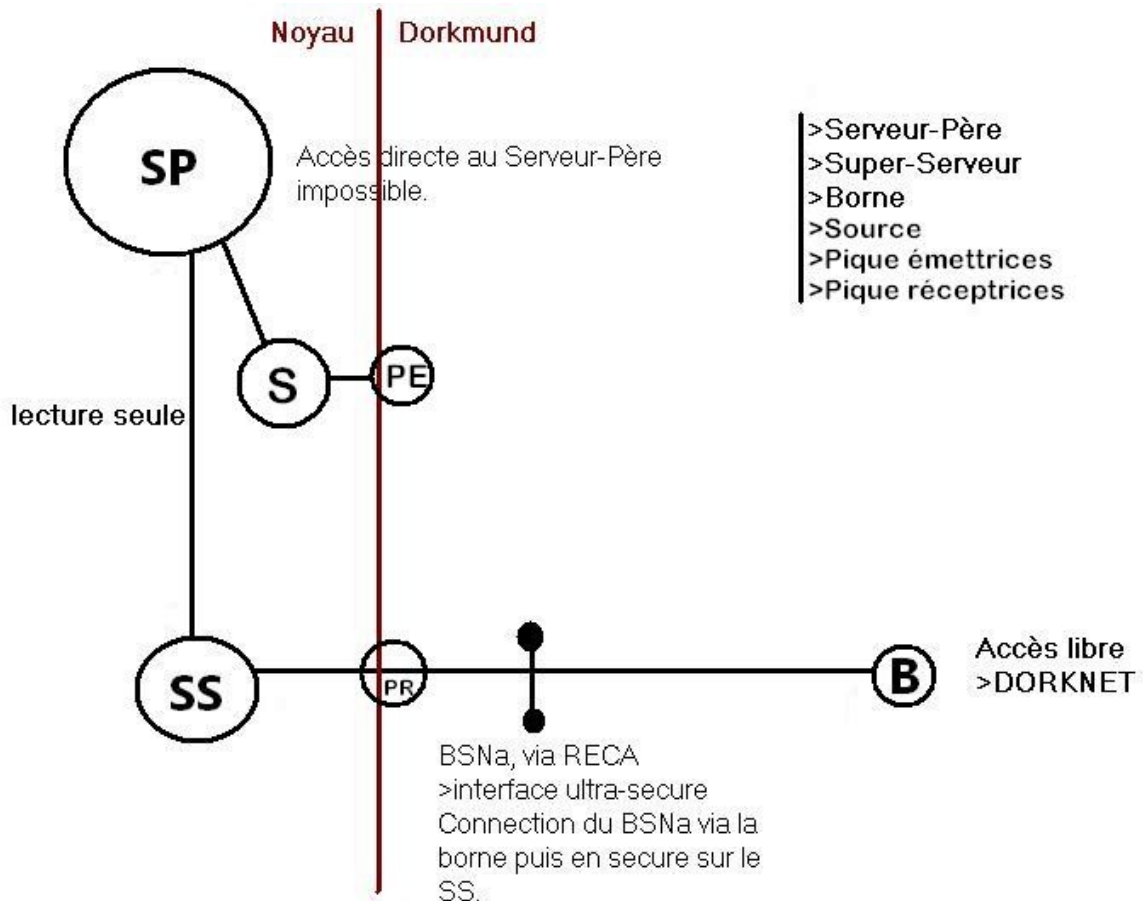 Noyau
Dorkmund
SP
Accès directe au Serveur-Père
impossible.
>Serveur-Père
>Super-Serveur
>Borne
>Source
>Pique émettrices
>Pique réceptrices
S
PE
lecture seule
SS
PR
B
Accès libre
>DORKNET
BSNa, via RECA
>interface ultra-secure
Connection du BSNa via la
borne puis en secure sur le
SS.